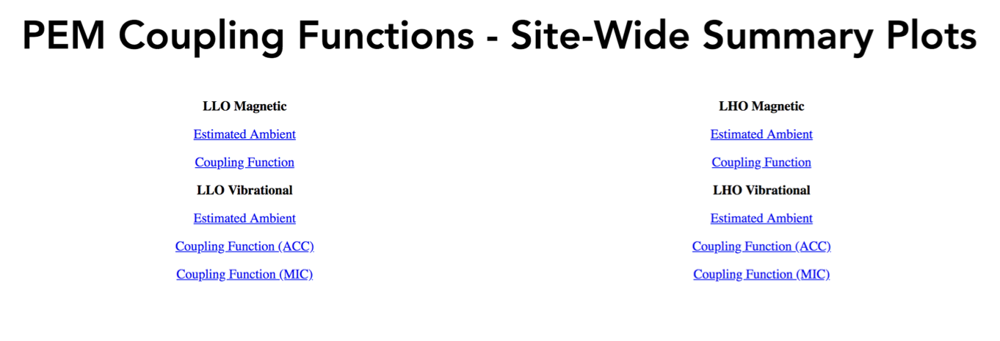 PEM Coupling Functions - Site-Wide Summary Plots
LLO Magnetic
Estimated Ambient
Coupling Function
LLO Vibrational
Estimated Ambient
Coupling Function (ACC)
Coupling Function (MIC)
LHO Magnetic
Estimated Ambient
Coupling Function
LHO Vibrational
Estimated Ambient
Coupling Function (ACC)
Coupling Function (MIC)